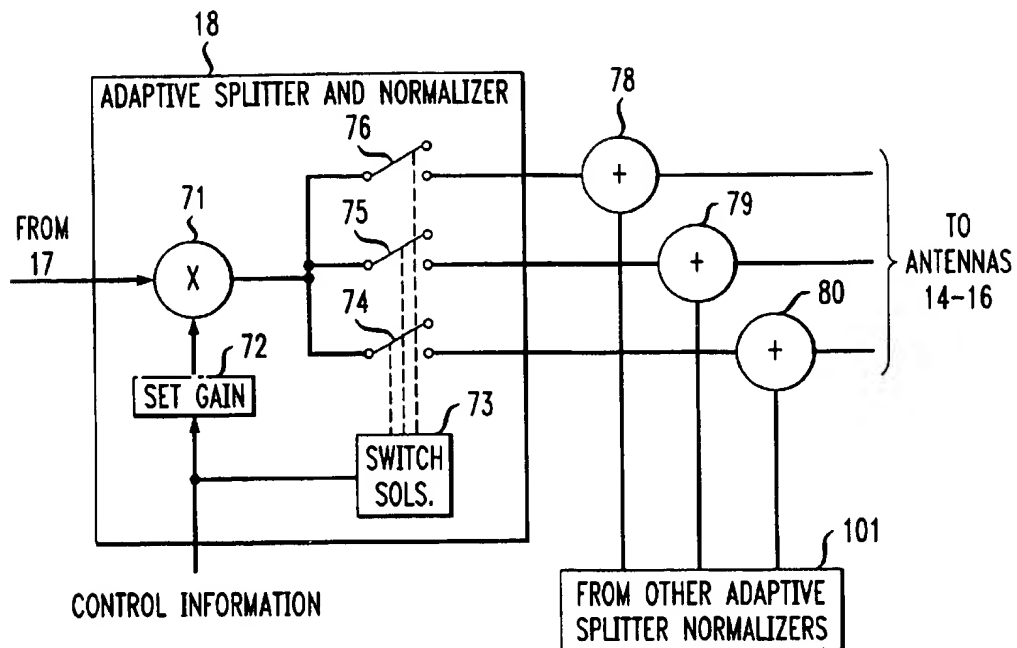 18
ADAPTIVE SPLITTER AND NORMALIZER
78
76
71
79
FROM
17
75
TO
ANTENNAS
14-16
X
+
+
74
80
+
72
SET GAIN
73
SWITCH
SOLS.
101
CONTROL INFORMATION
FROM OTHER ADAPTIVE
SPLITTER NORMALIZERS